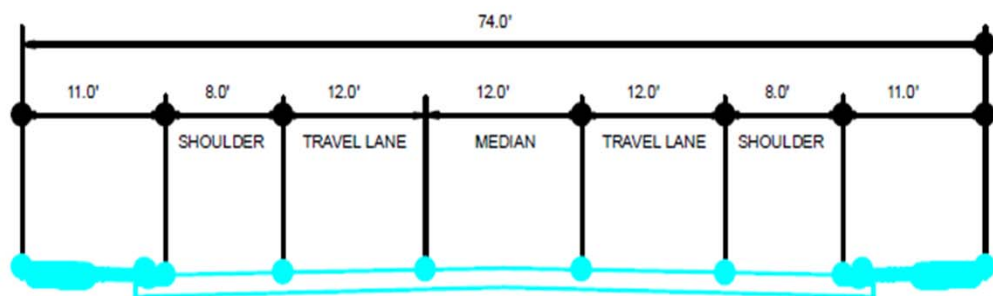 74.0'
11.0' 8.0' 12.0' 12.0' 12.0' 8.0' 11.0'
SHOULDER TRAVEL LANE MEDIAN TRAVEL LANE SHOULDER